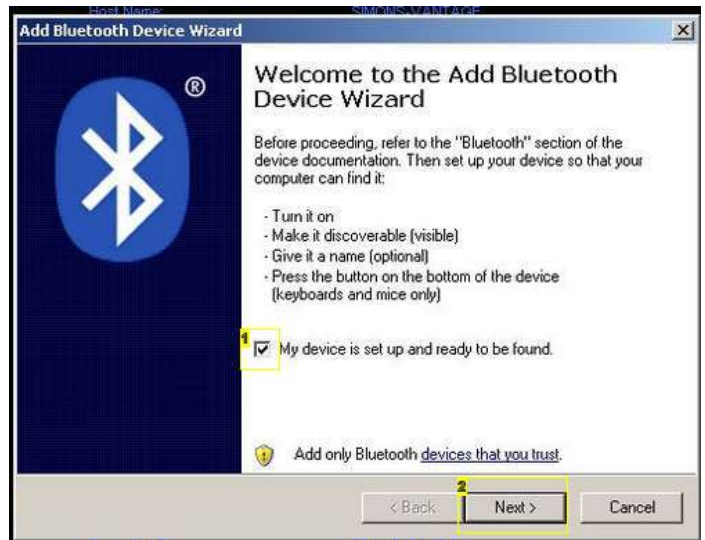 Host Name: SIMONS-VANTAGE
Add Bluetooth Device Wizard
®
Welcome to the Add Bluetooth
Device Wizard
Before proceeding, refer to the "Bluetooth" section of the
device documentation. Then set up your device so that your
computer can find it:
- Turn it on
- Make it discoverable (visible)
- Give it a name (optional)
- Press the button on the bottom of the device
(keyboards and mice only)
1
My device is set up and ready to be found.
Add only Bluetooth devices that you trust.
2
< Back Next > Cancel